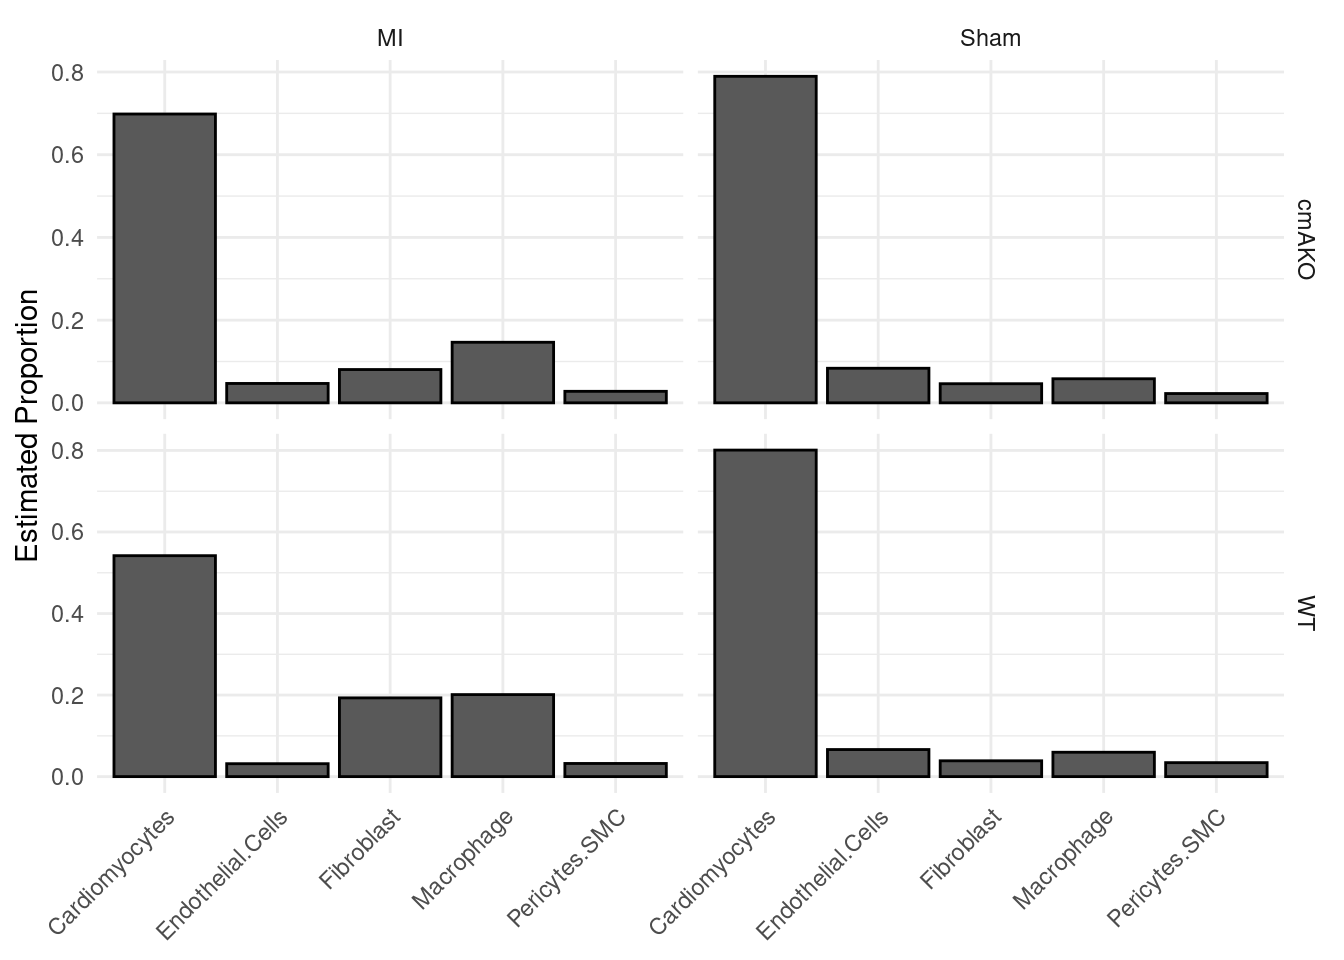 MI
Sham
Estimated Proportion
0.8
0.6
0.4
0.2
0.0
cmAKO
0.8
0.6
0.4
0.2
0.0
WT
Cardiomyocytes
Endothelial.Cells
Fibroblast
Macrophage
Pericytes.SMC
Cardiomyocytes
Endothelial.Cells
Fibroblast
Macrophage
Pericytes.SMC